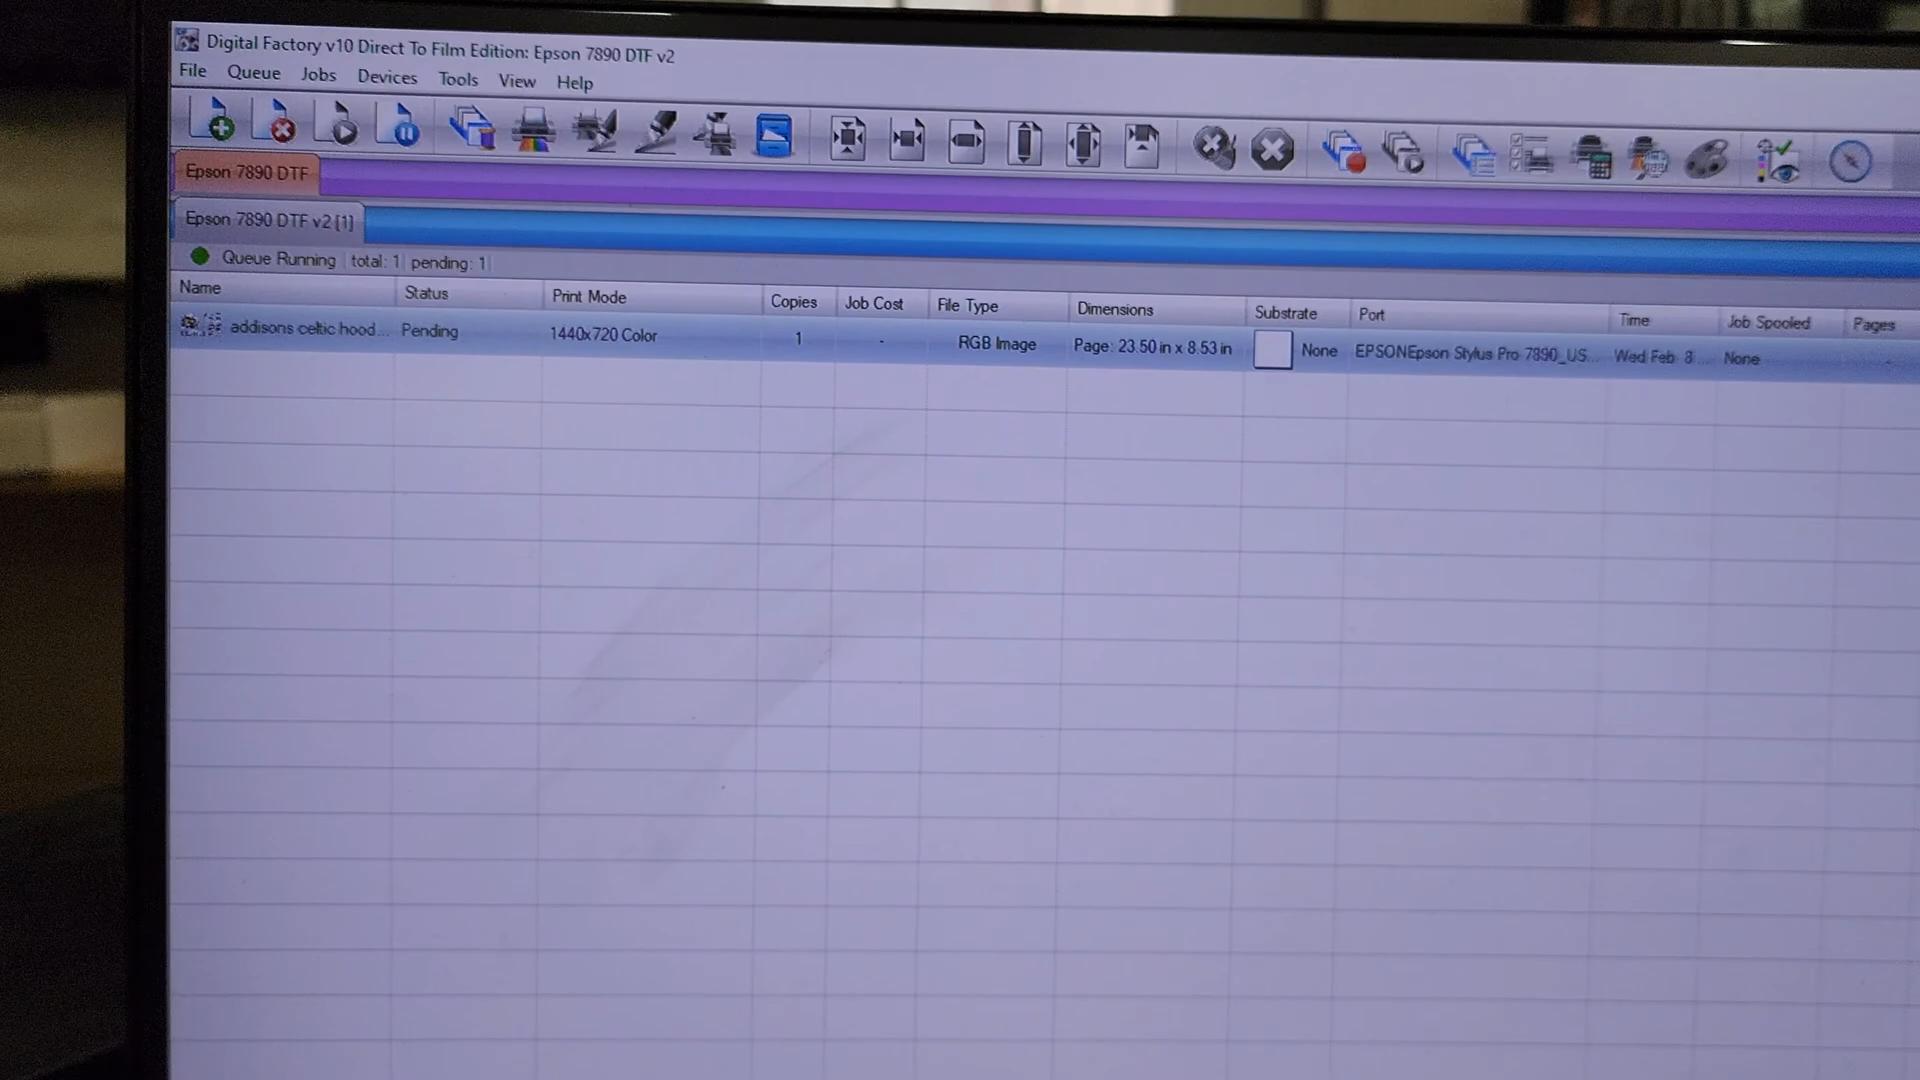 Digital Factory v10 Direct To Film Edition: Epson 7890 DTF v2
File Queue Jobs Devices Tools View Help
Epson 7890 DTF
Epson 7890 DTF v2 [1]
Queue Running total: 1 pending: 1
Name Status Print Mode Copies Job Cost File Type Dimensions Substrate Port Time Job Spooled Pages
addisons celtic hood... Pending 1440x720 Color 1 - RGB Image Page: 23.50 in x 8.53 in None EPSONEpson Stylus Pro 7890_US... Wed Feb 8 ... None -